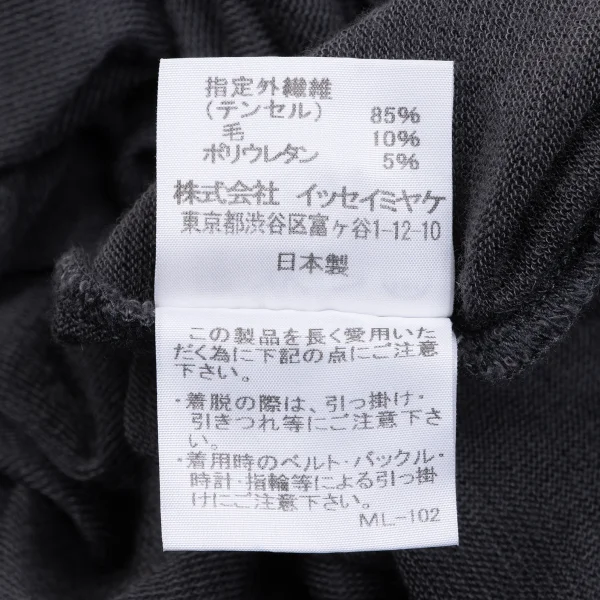 指定外繊維
(テンセル) 85%
毛 10%
ポリウレタン 5%
株式会社 イッセイミヤケ
東京都渋谷区富ヶ谷1-12-10
日本製
この製品を長く愛用いた
だく為に下記の点にご注意
下さい。
・着脱の際は、引っ掛け・
引きつれ等にご注意下さ
い。
・着用時のベルト・バックル・
時計・指輪等による引っ掛
けにご注意下さい。
ML-102